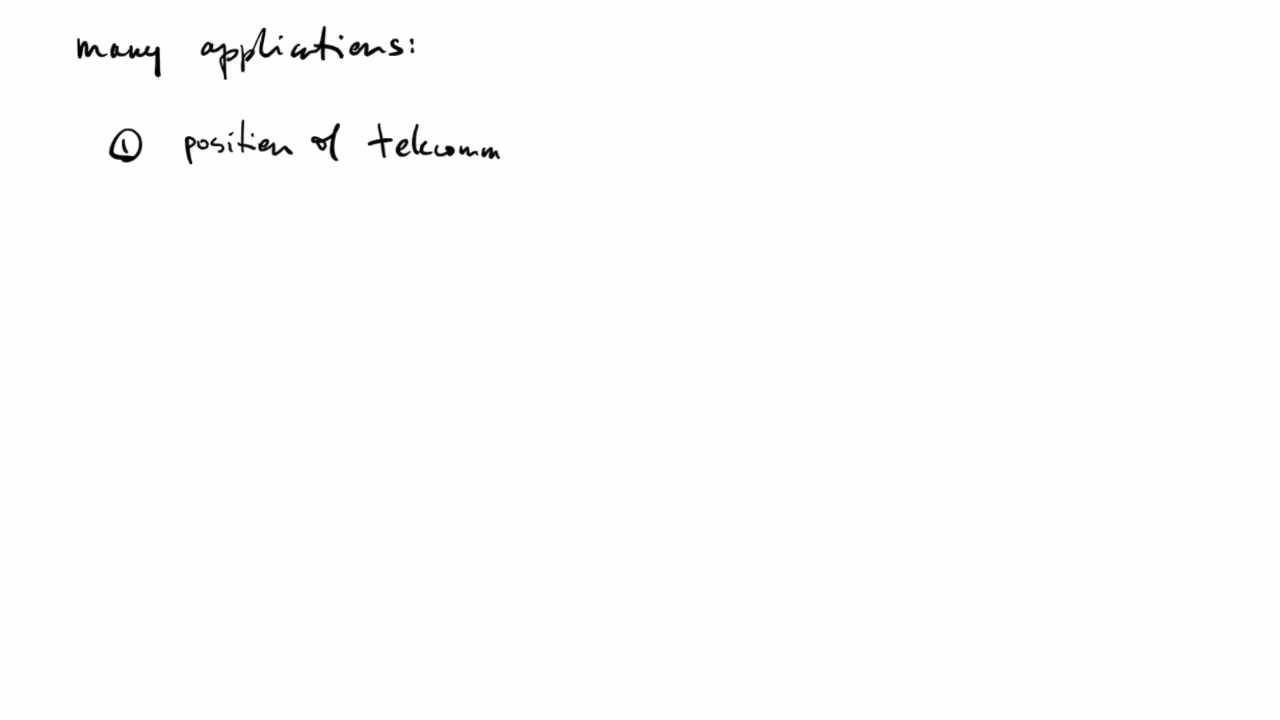 many applications:
① position of telecomm